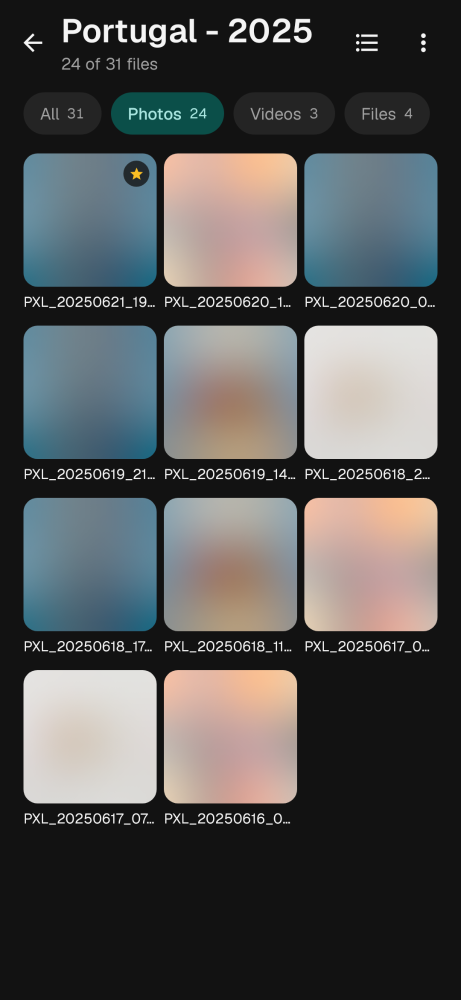 Portugal - 2025
24 of 31 files
All 31
Photos 24
Videos 3
Files 4
PXL_20250621_19...
PXL_20250620_1...
PXL_20250620_0...
PXL_20250619_21...
PXL_20250619_14...
PXL_20250618_2...
PXL_20250618_17...
PXL_20250618_11...
PXL_20250617_0...
PXL_20250617_07...
PXL_20250616_0...